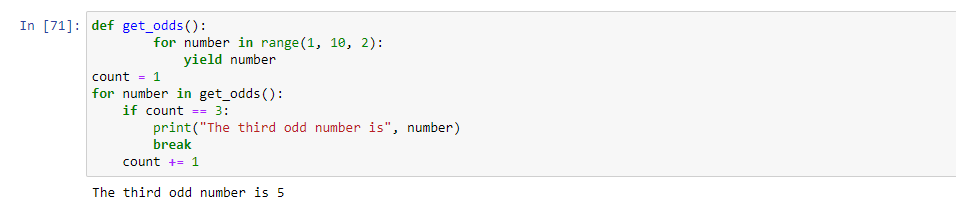 In [71]: def get_odds():
        for number in range(1, 10, 2):
            yield number
count = 1
for number in get_odds():
    if count == 3:
        print("The third odd number is", number)
        break
    count += 1
The third odd number is 5